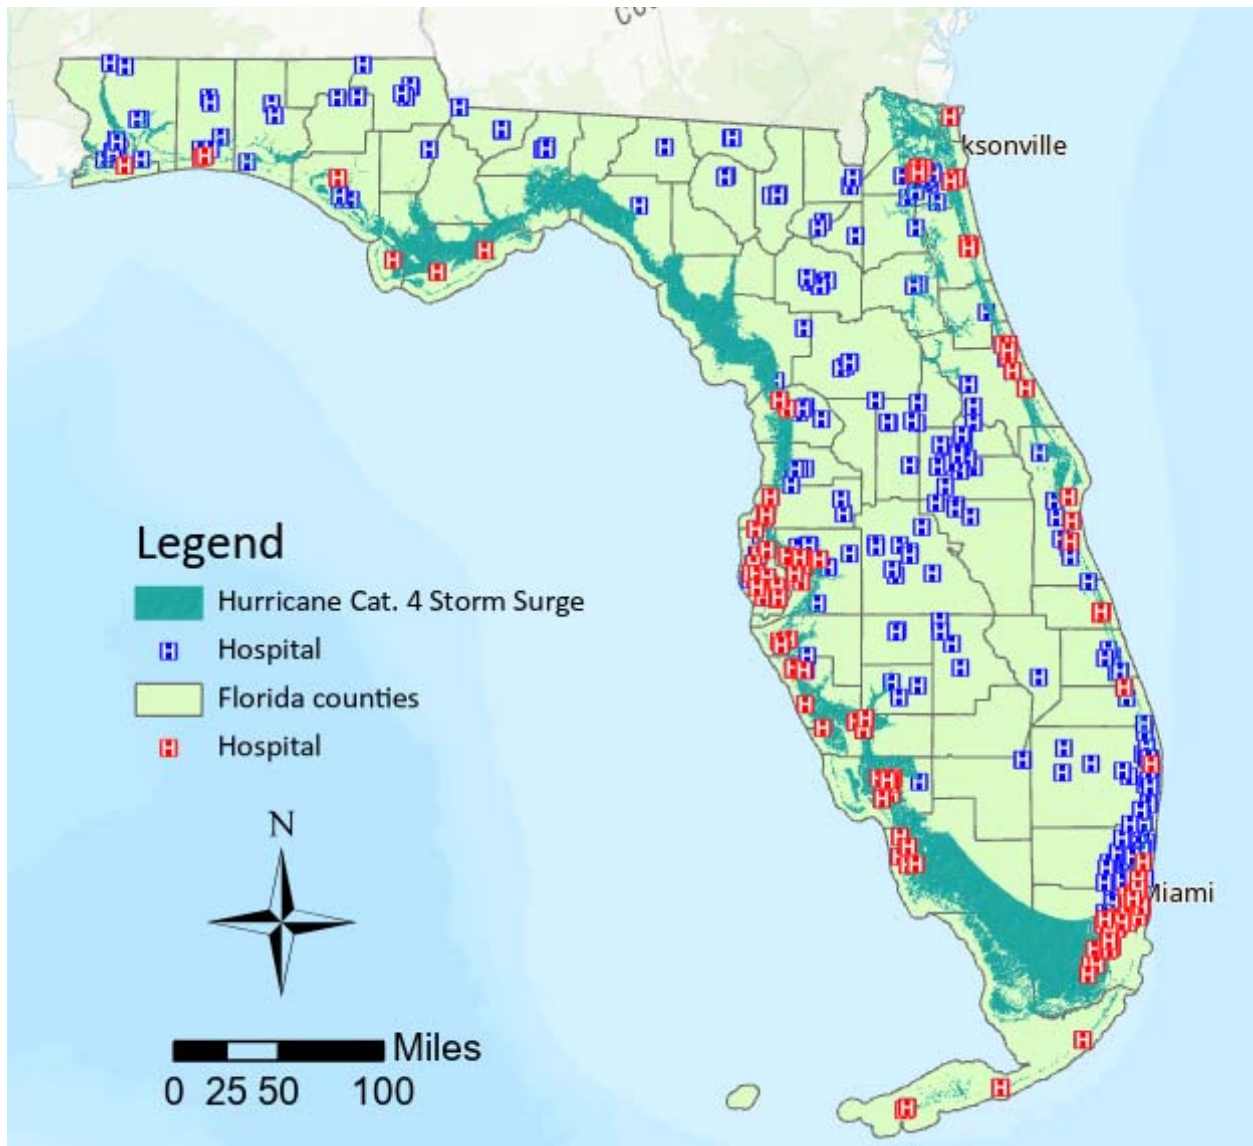 ksonville
Legend
Hurricane Cat. 4 Storm Surge
H Hospital
Florida counties
H Hospital
N
Miami
Miles
0 25 50 100